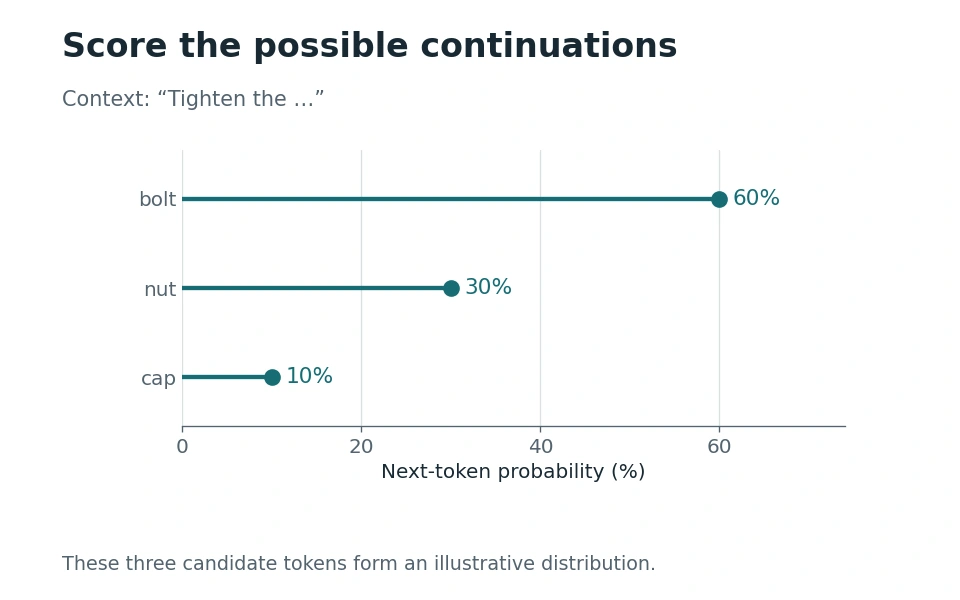 Score the possible continuations
Context: “Tighten the …”
bolt 60%
nut 30%
cap 10%
0 20 40 60
Next-token probability (%)
These three candidate tokens form an illustrative distribution.